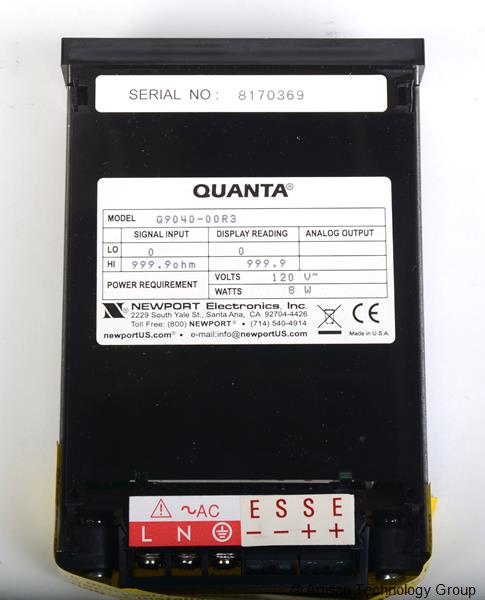 SERIAL NO: 8170369
QUANTA®
MODEL Q9040-00R3
SIGNAL INPUT DISPLAY READING ANALOG OUTPUT
LO 0 0
HI 999.9ohm 999.9
POWER REQUIREMENT VOLTS 120 V~
WATTS 8 W
NEWPORT Electronics, Inc.
2229 South Yale St., Santa Ana, CA 92704-4426
Toll Free: (800) NEWPORT® • (714) 540-4914
newportUS.com® • e-mail:info@newportUS.com
CE
Made in U.S.A.
~AC
L N
E S S E
− − + +
© Artisan Technology Group